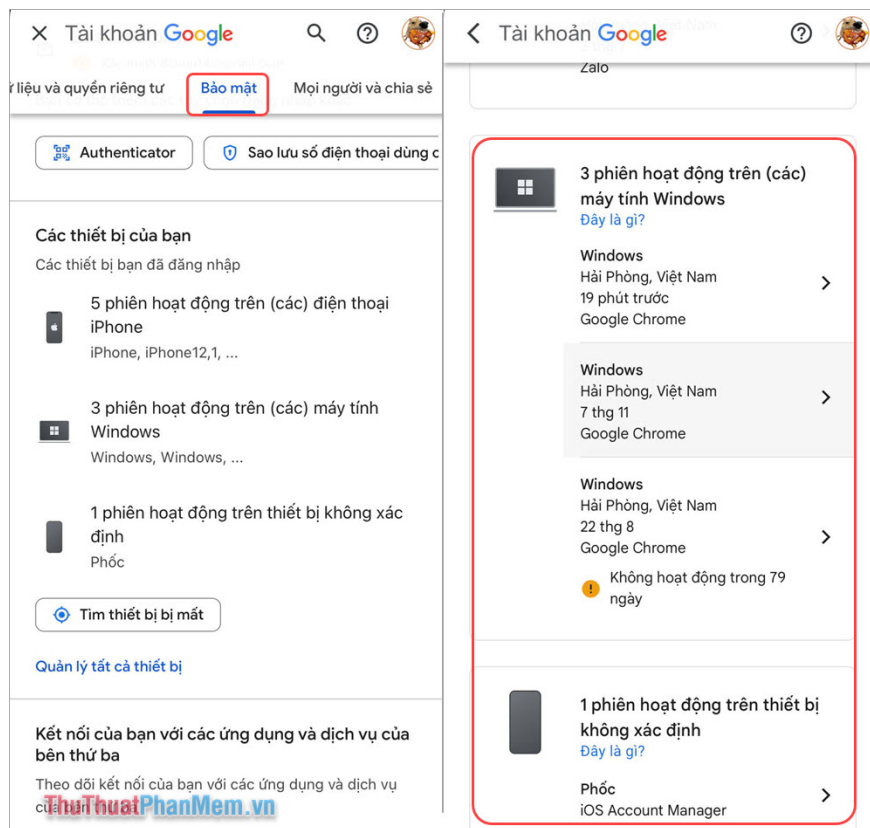 Tài khoản Google
ữ liệu và quyền riêng tư
Bảo mật
Mọi người và chia sẻ
Authenticator
Sao lưu số điện thoại dùng c
Các thiết bị của bạn
Các thiết bị bạn đã đăng nhập
5 phiên hoạt động trên (các) điện thoại
iPhone
iPhone, iPhone12,1, ...
3 phiên hoạt động trên (các) máy tính
Windows
Windows, Windows, ...
1 phiên hoạt động trên thiết bị không xác
định
Phốc
Tìm thiết bị bị mất
Quản lý tất cả thiết bị
Kết nối của bạn với các ứng dụng và dịch vụ của
bên thứ ba
Theo dõi kết nối của bạn với các ứng dụng và dịch vụ
của bên thứ ba
ThuThuatPhanMem.vn
Tài khoản Google
Zalo
3 phiên hoạt động trên (các)
máy tính Windows
Đây là gì?
Windows
Hải Phòng, Việt Nam
19 phút trước
Google Chrome
Windows
Hải Phòng, Việt Nam
7 thg 11
Google Chrome
Windows
Hải Phòng, Việt Nam
22 thg 8
Google Chrome
Không hoạt động trong 79
ngày
1 phiên hoạt động trên thiết bị
không xác định
Đây là gì?
Phốc
iOS Account Manager